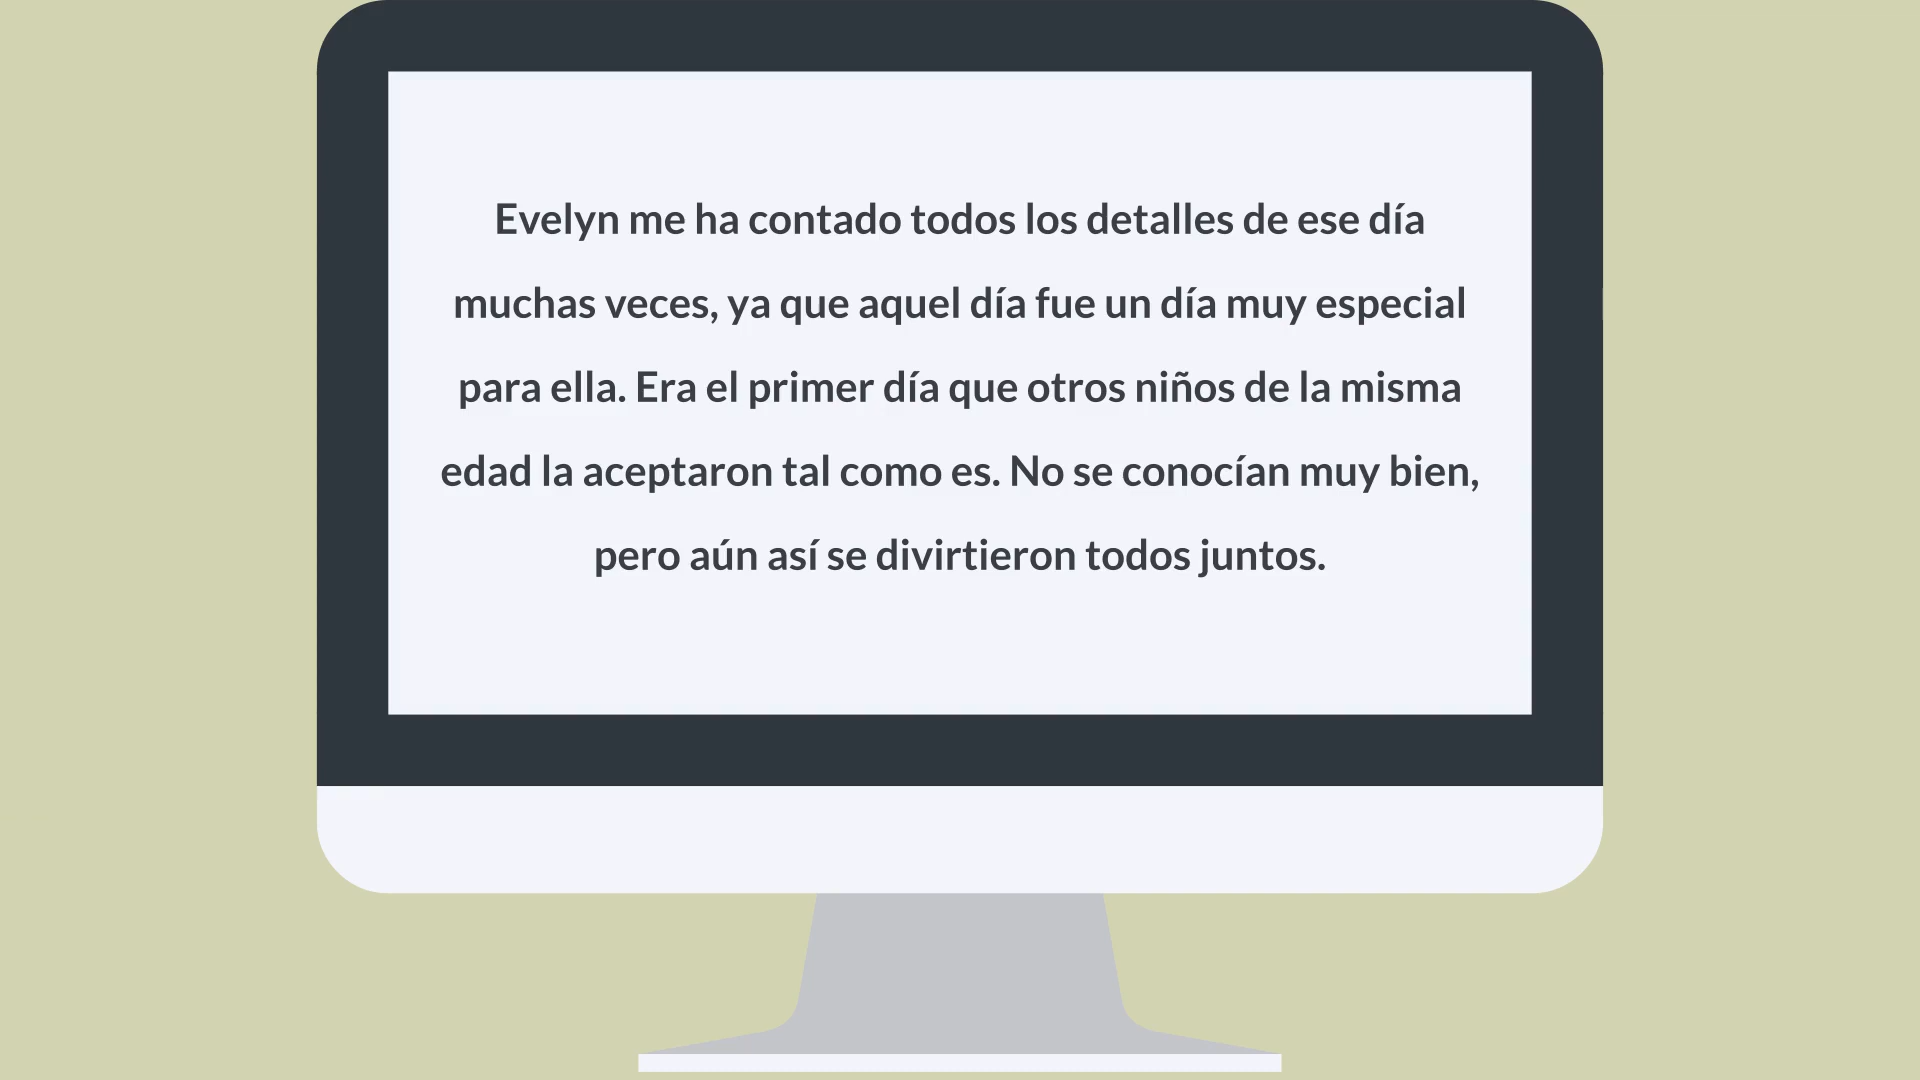 Evelyn me ha contado todos los detalles de ese día
muchas veces, ya que aquel día fue un día muy especial
para ella. Era el primer día que otros niños de la misma
edad la aceptaron tal como es. No se conocían muy bien,
pero aún así se divirtieron todos juntos.